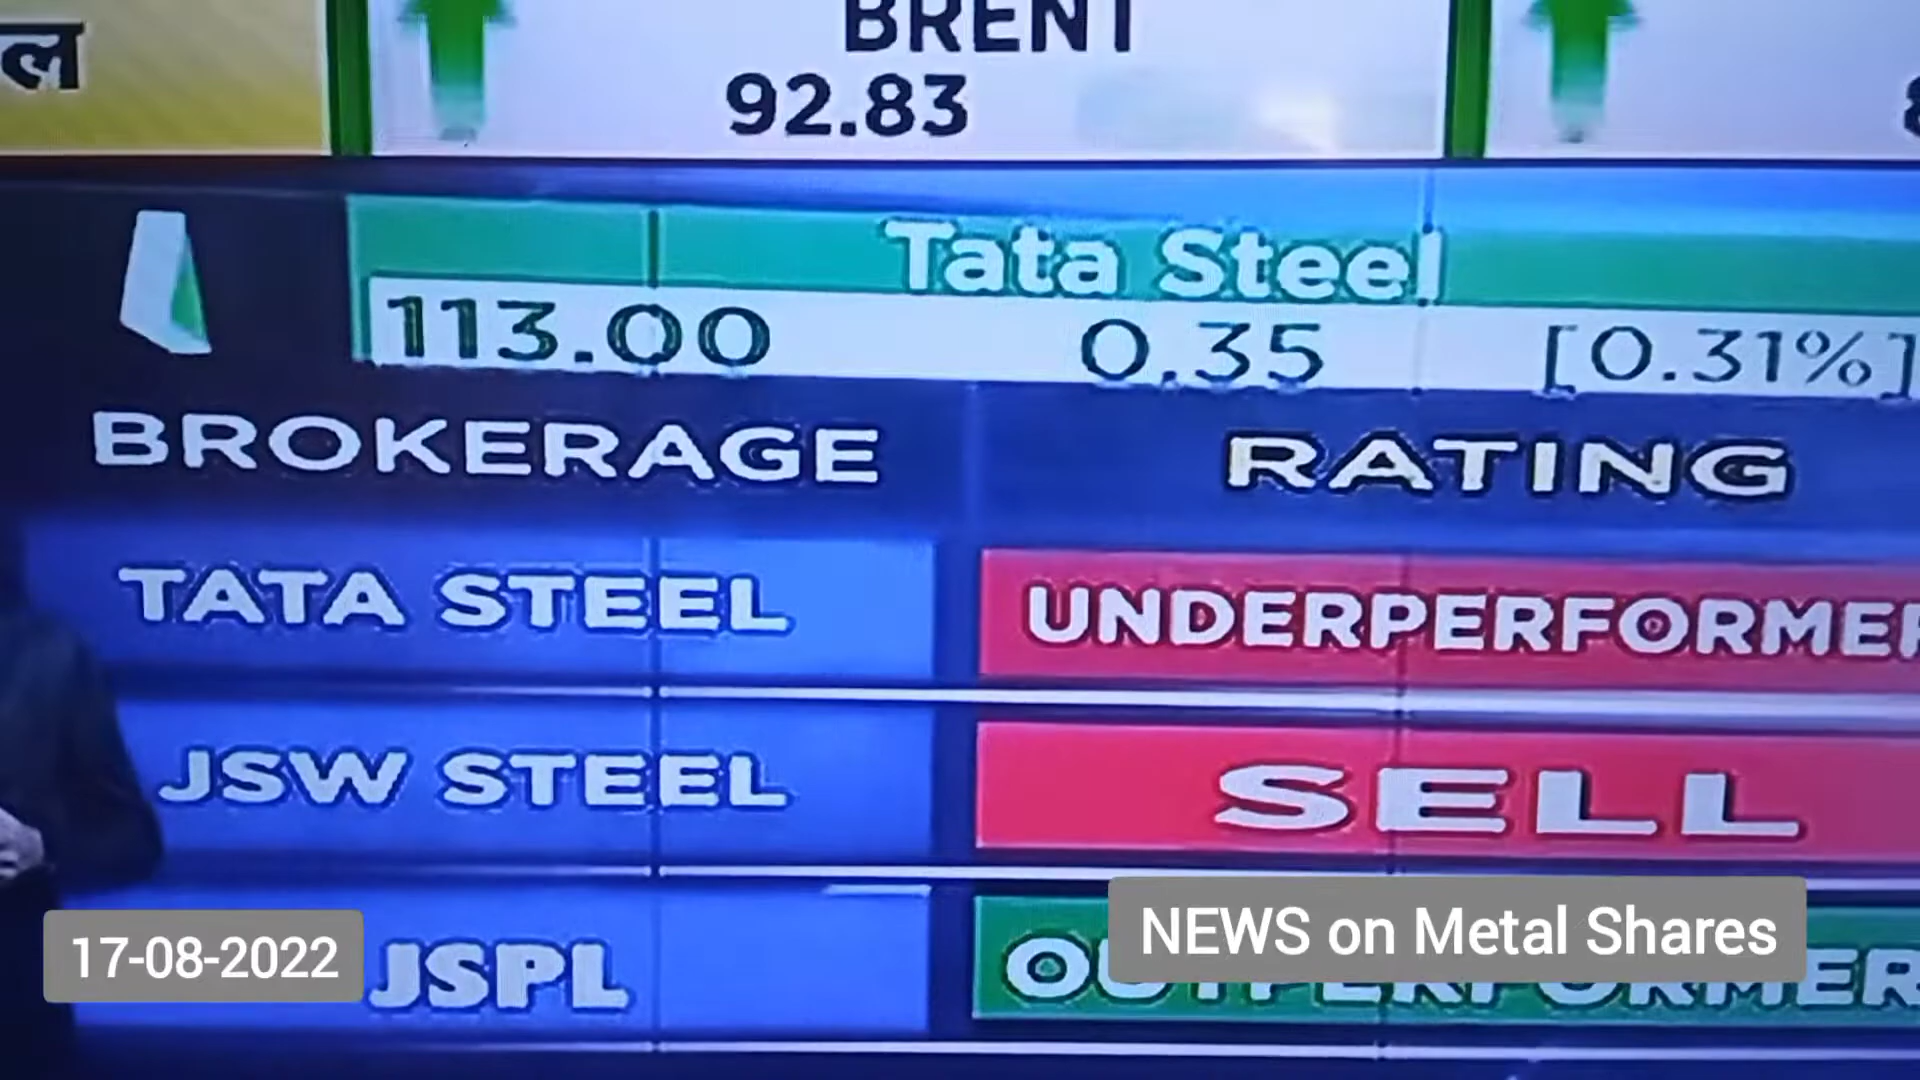 ल
BRENT
92.83
Tata Steel
113.00 0.35 [0.31%]
BROKERAGE RATING
TATA STEEL UNDERPERFORMER
JSW STEEL SELL
NEWS on Metal Shares
17-08-2022
JSPL OUTPERFORMER